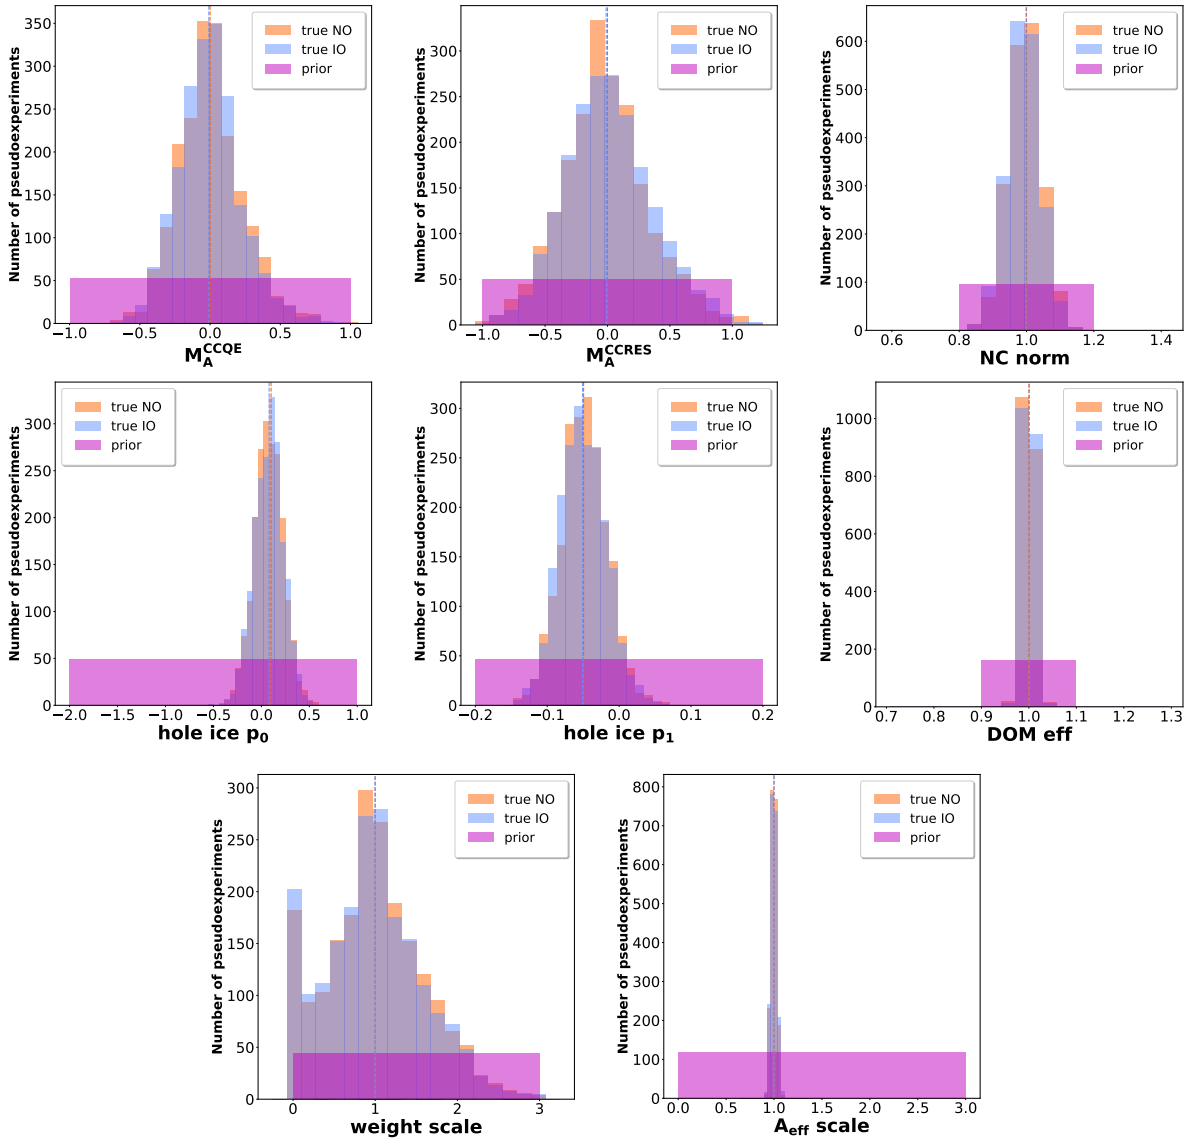 Number of pseudoexperiments
350
300
250
200
150
100
50
0
true NO
true IO
prior
−1.0 −0.5 0.0 0.5 1.0
M_A^CCQE
Number of pseudoexperiments
350
300
250
200
150
100
50
0
true NO
true IO
prior
−1.0 −0.5 0.0 0.5 1.0
M_A^CCRES
Number of pseudoexperiments
600
500
400
300
200
100
0
true NO
true IO
prior
0.6 0.8 1.0 1.2 1.4
NC norm
Number of pseudoexperiments
300
250
200
150
100
50
0
true NO
true IO
prior
−2.0 −1.5 −1.0 −0.5 0.0 0.5 1.0
hole ice p_0
Number of pseudoexperiments
300
250
200
150
100
50
0
true NO
true IO
prior
−0.2 −0.1 0.0 0.1 0.2
hole ice p_1
Number of pseudoexperiments
1000
800
600
400
200
0
true NO
true IO
prior
0.7 0.8 0.9 1.0 1.1 1.2 1.3
DOM eff
Number of pseudoexperiments
300
250
200
150
100
50
0
true NO
true IO
prior
0 1 2 3
weight scale
Number of pseudoexperiments
800
700
600
500
400
300
200
100
0
true NO
true IO
prior
0.0 0.5 1.0 1.5 2.0 2.5 3.0
A_eff scale